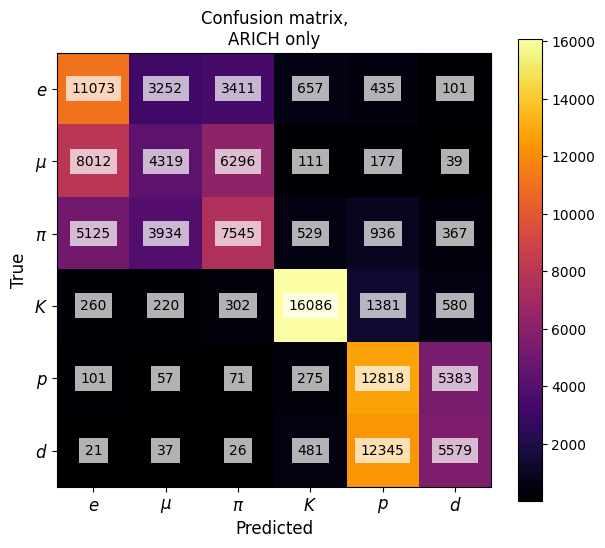 Confusion matrix,
ARICH only
True
e 11073 3252 3411 657 435 101
μ 8012 4319 6296 111 177 39
π 5125 3934 7545 529 936 367
K 260 220 302 16086 1381 580
p 101 57 71 275 12818 5383
d 21 37 26 481 12345 5579
e μ π K p d
Predicted
16000
14000
12000
10000
8000
6000
4000
2000